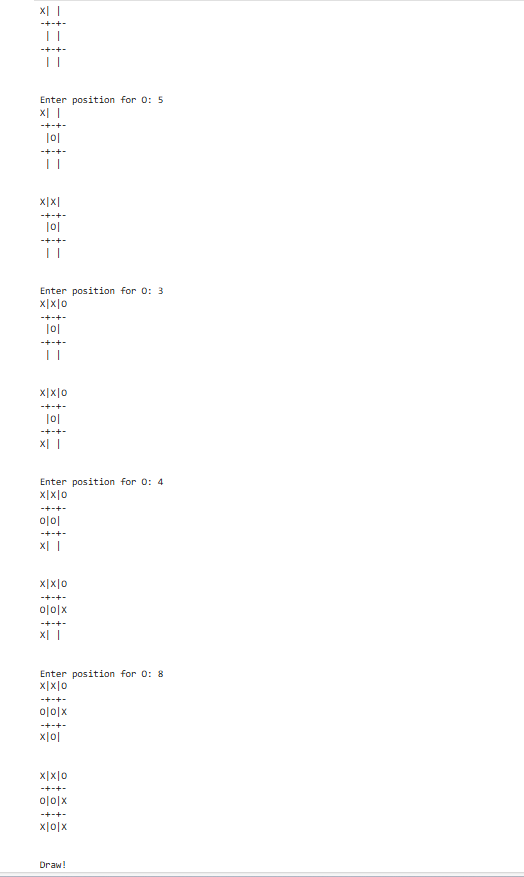 X| |
-+-+-
 | |
-+-+-
 | |

Enter position for O: 5
X| |
-+-+-
 |O|
-+-+-
 | |

X|X|
-+-+-
 |O|
-+-+-
 | |

Enter position for O: 3
X|X|O
-+-+-
 |O|
-+-+-
 | |

X|X|O
-+-+-
 |O|
-+-+-
X| |

Enter position for O: 4
X|X|O
-+-+-
O|O|
-+-+-
X| |

X|X|O
-+-+-
O|O|X
-+-+-
X| |

Enter position for O: 8
X|X|O
-+-+-
O|O|X
-+-+-
X|O|

X|X|O
-+-+-
O|O|X
-+-+-
X|O|X

Draw!